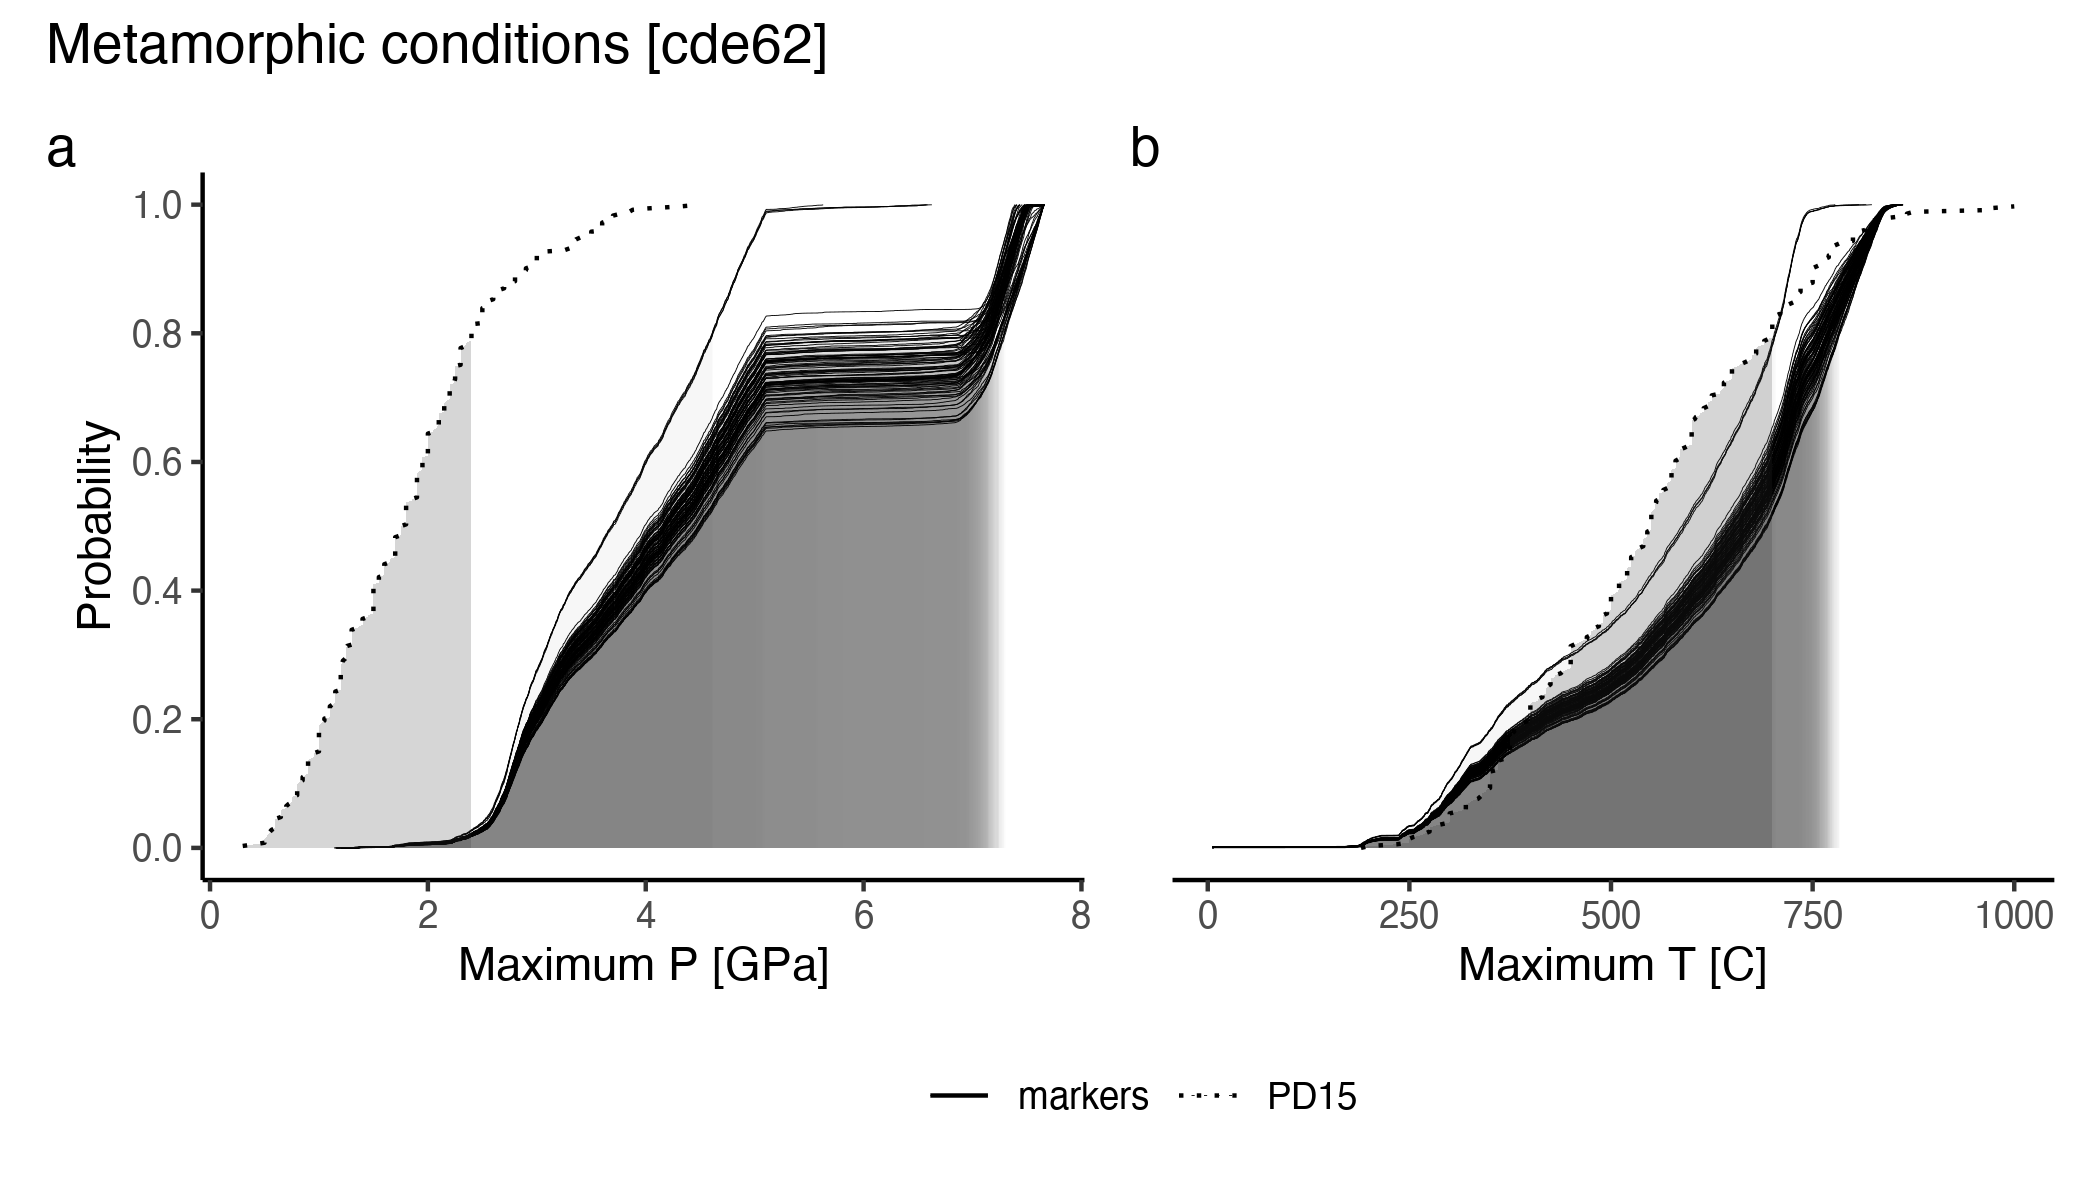 Metamorphic conditions [cde62]
a
b
Probability
1.0
0.8
0.6
0.4
0.2
0.0
0 2 4 6 8
0 250 500 750 1000
Maximum P [GPa]
Maximum T [C]
markers PD15